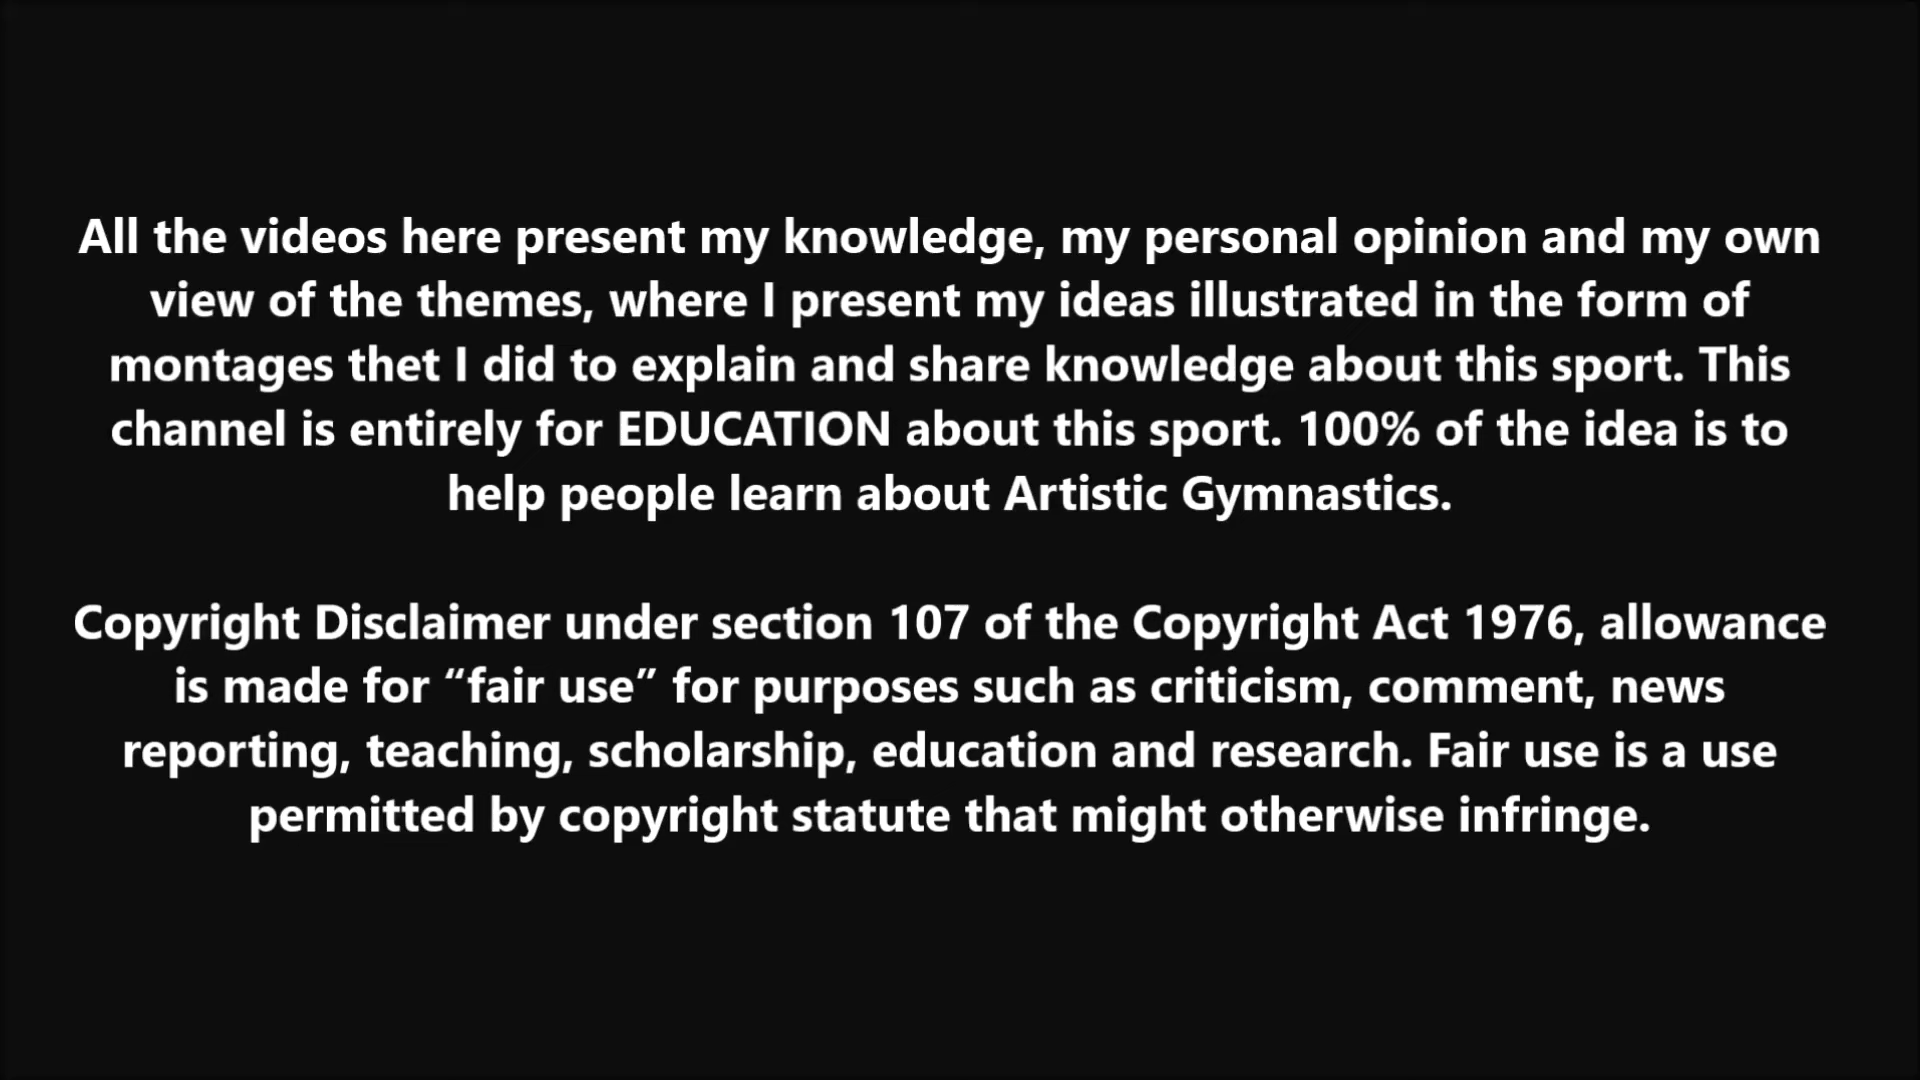 All the videos here present my knowledge, my personal opinion and my own
view of the themes, where I present my ideas illustrated in the form of
montages thet I did to explain and share knowledge about this sport. This
channel is entirely for EDUCATION about this sport. 100% of the idea is to
help people learn about Artistic Gymnastics.
Copyright Disclaimer under section 107 of the Copyright Act 1976, allowance
is made for “fair use” for purposes such as criticism, comment, news
reporting, teaching, scholarship, education and research. Fair use is a use
permitted by copyright statute that might otherwise infringe.